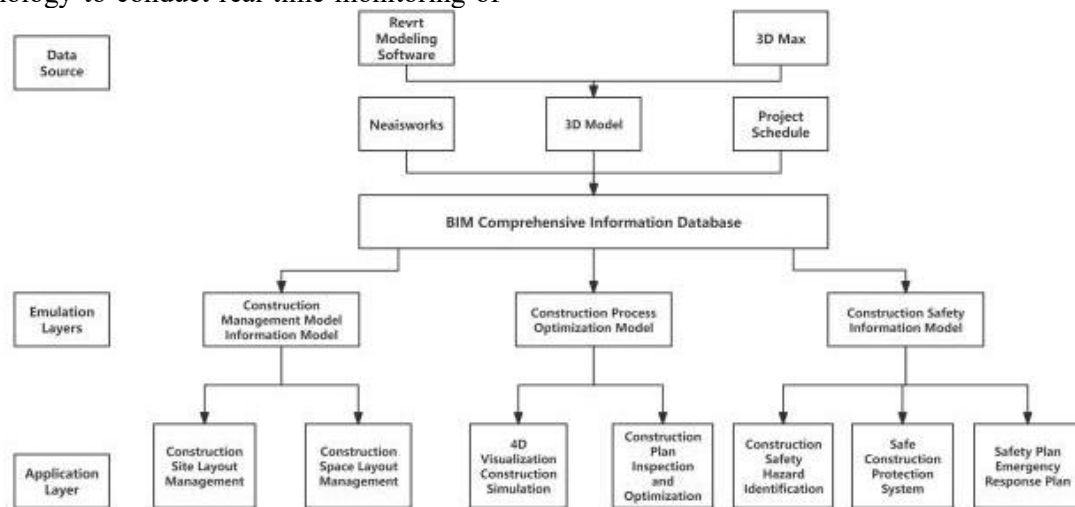 nology to conduct real-time monitoring of
Revrt
Modeling
Software
3D Max
Data
Source
Neaisworks
3D Model
Project
Schedule
BIM Comprehensive Information Database
Emulation
Layers
Construction
Management Model
Information Model
Construction Process
Optimization Model
Construction Safety
Information Model
Application
Layer
Construction
Site Layout
Management
Construction
Space Layout
Management
4D
Visualization
Construction
Simulation
Construction
Plan
Inspection
and
Optimization
Construction
Safety
Hazard
Identification
Safe
Construction
Protection
System
Safety Plan
Emergency
Response Plan